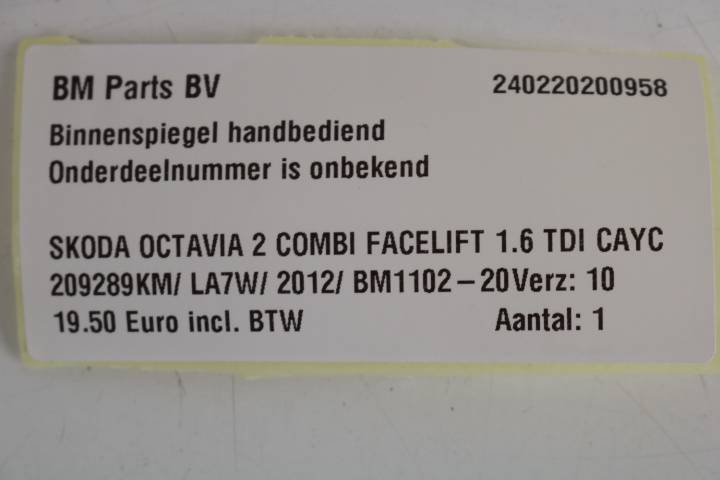 BM Parts BV 240220200958
Binnenspiegel handbediend
Onderdeelnummer is onbekend
SKODA OCTAVIA 2 COMBI FACELIFT 1.6 TDI CAYC
209289KM/ LA7W/ 2012/ BM1102-20Verz: 10
19.50 Euro incl. BTW Aantal: 1